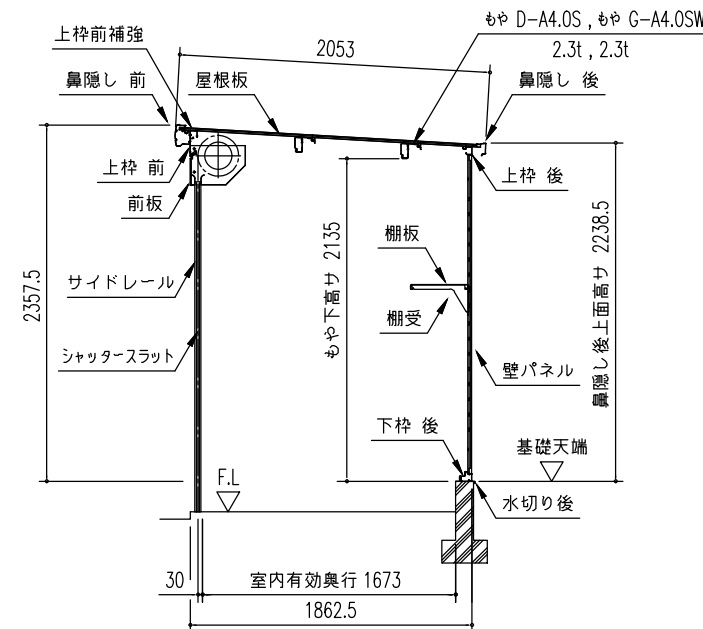 もや D-A4.0S , もや G-A4.0SW
2.3t , 2.3t
上枠前補強
2053
鼻隠し 前
屋根板
鼻隠し 後
上枠 前
上枠 後
前板
棚板
サイドレール
棚受
シャッタースラット
壁パネル
2357.5
もや下高サ 2135
鼻隠し後上面高サ 2238.5
下枠 後
基礎天端
F.L
水切り後
30
室内有効奥行 1673
1862.5